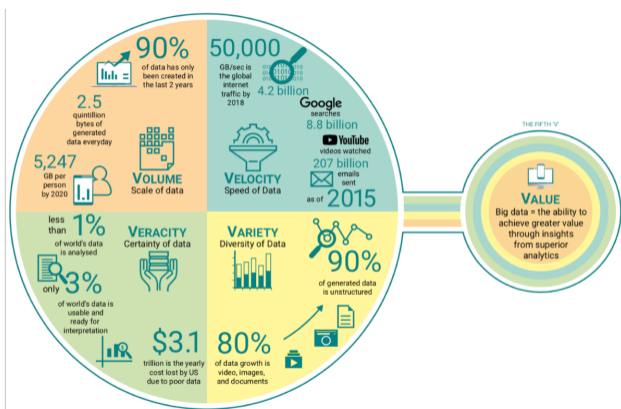 90%
of data has only
been created in
the last 2 years
2.5
quintillion
bytes of
generated
data everyday
5,247
GB per
person
by 2020
VOLUME
Scale of data
50,000
GB/sec is
the global
internet
traffic by
2018
4.2 billion
Google
searches
8.8 billion
YouTube
videos watched
207 billion
emails
sent
as of 2015
VELOCITY
Speed of Data
less
than 1%
of world's data
is analysed
only 3%
of world's data is
usable and
ready for
interpretation
$3.1
trillion is the yearly
cost lost by US
due to poor data
VERACITY
Certainty of data
VARIETY
Diversity of Data
90%
of generated data
is unstructured
80%
of data growth is
video, images,
and documents
THE FIFTH 'V'
VALUE
Big data = the ability to
achieve greater value
through insights
from superior
analytics